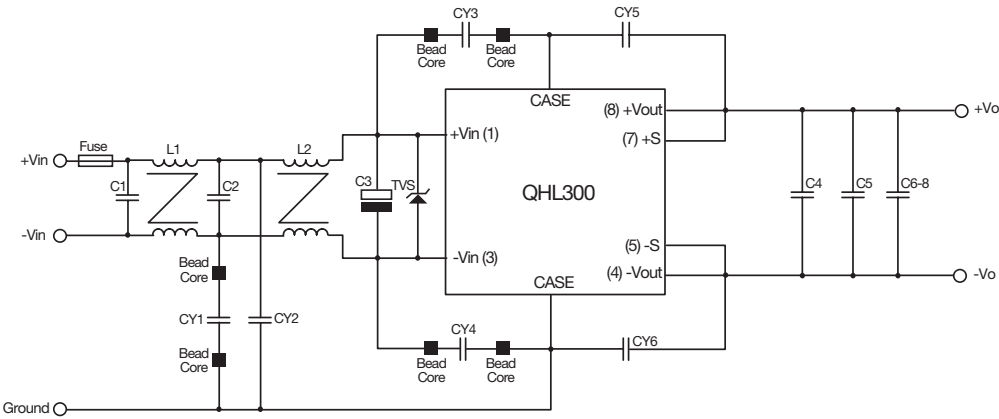 CY3
CY5
Bead
Core
Bead
Core
CASE
(8) +Vout
+Vo
+Vin (1)
(7) +S
Fuse
L1
L2
+Vin
C1
C2
C3
TVS
QHL300
C4
C5
C6-8
-Vin
(5) -S
-Vin (3)
(4) -Vout
-Vo
Bead
Core
CASE
CY1
CY2
CY4
CY6
Bead
Core
Bead
Core
Bead
Core
Ground